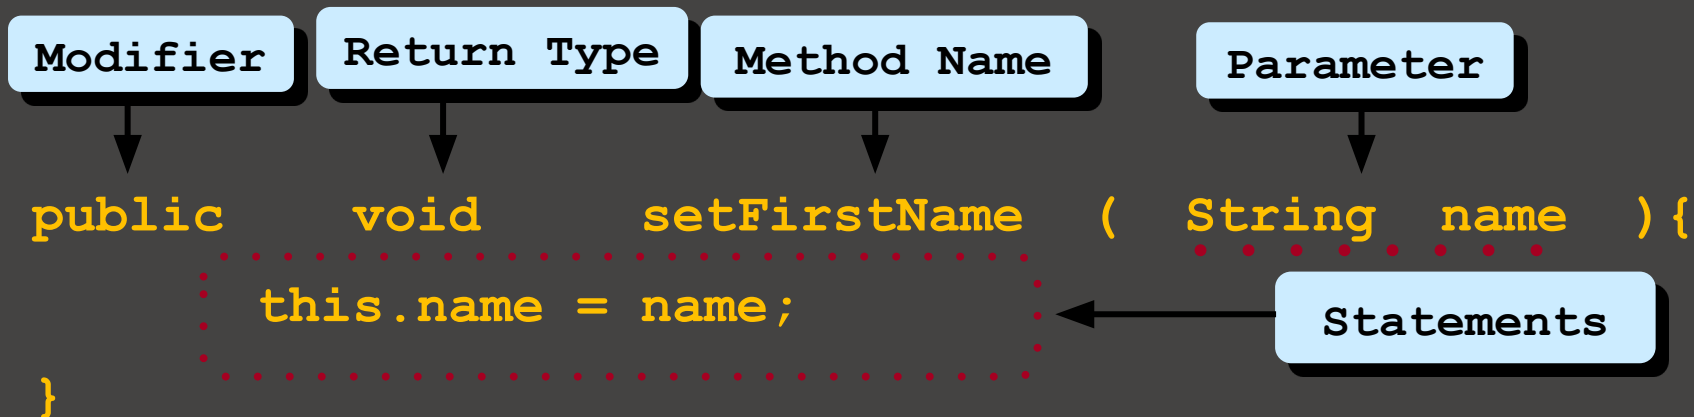 Modifier Return Type Method Name Parameter
public void setFirstName ( String name ){
this.name = name;
Statements
}